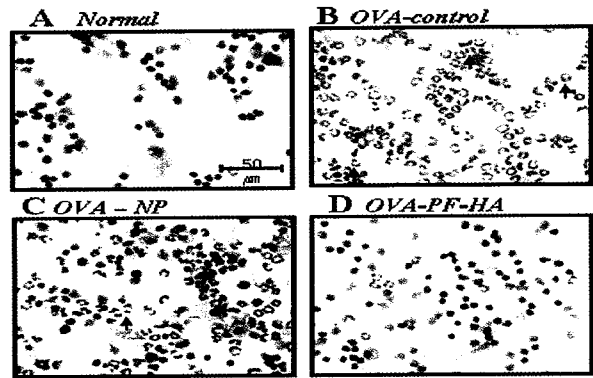 A Normal
B OVA-control
50
μm
C OVA – NP
D OVA-PF-HA